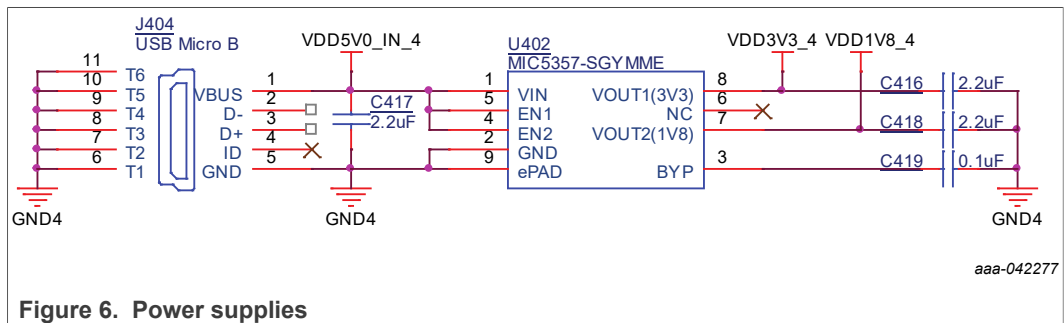 J404
USB Micro B
VDD5V0_IN_4
U402
MIC5357-SGYMME
VDD3V3_4 VDD1V8_4
11 T6
10 T5
9 T4
8 T3
7 T2
6 T1
VBUS 1
D- 2
D+ 3
ID 4
GND 5
C417
2.2uF
1 VIN
5 EN1
4 EN2
2 GND
9 ePAD
VOUT1(3V3) 8
NC 6
VOUT2(1V8) 7
BYP 3
C416 2.2uF
C418 2.2uF
C419 0.1uF
GND4 GND4 GND4
aaa-042277
Figure 6. Power supplies